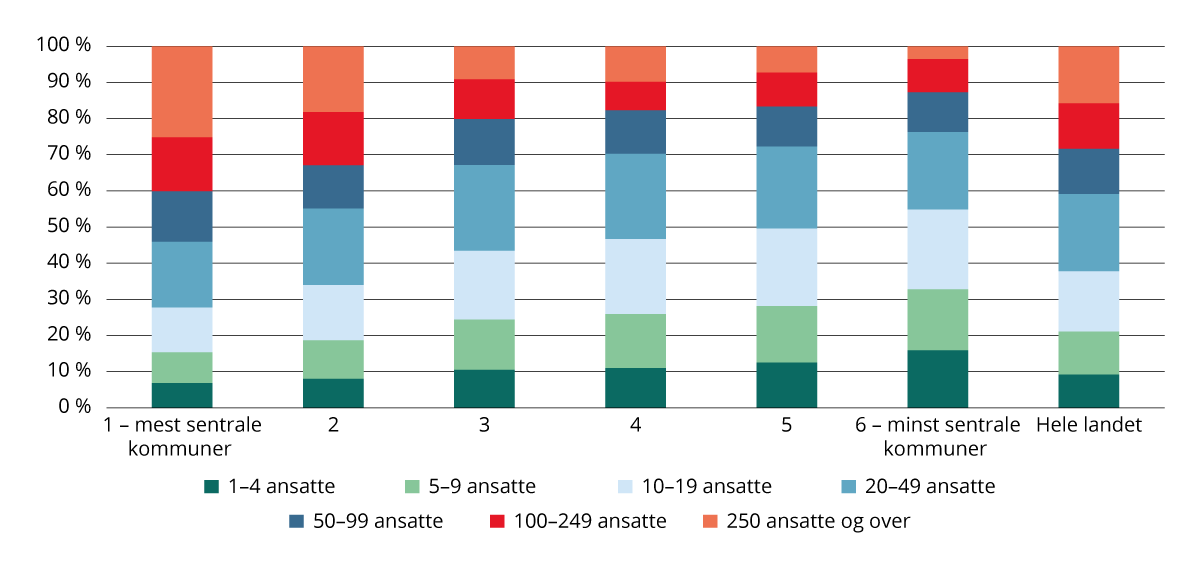 100 %
90 %
80 %
70 %
60 %
50 %
40 %
30 %
20 %
10 %
0 %
1 – mest sentrale kommuner
2
3
4
5
6 – minst sentrale kommuner
Hele landet
1–4 ansatte
5–9 ansatte
10–19 ansatte
20–49 ansatte
50–99 ansatte
100–249 ansatte
250 ansatte og over